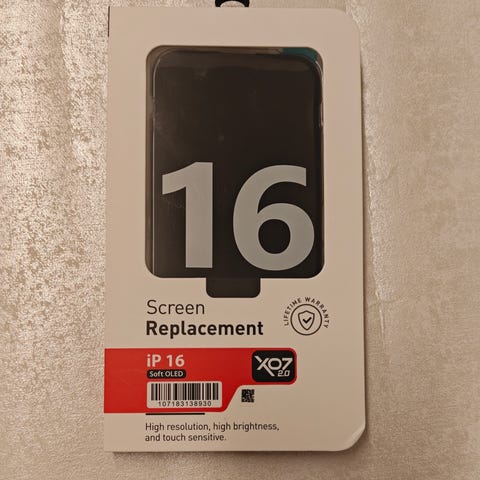 16
Screen
Replacement
LIFETIME WARRANTY
iP 16
Soft OLED
XO7
2.0
107183138930
High resolution, high brightness,
and touch sensitive.